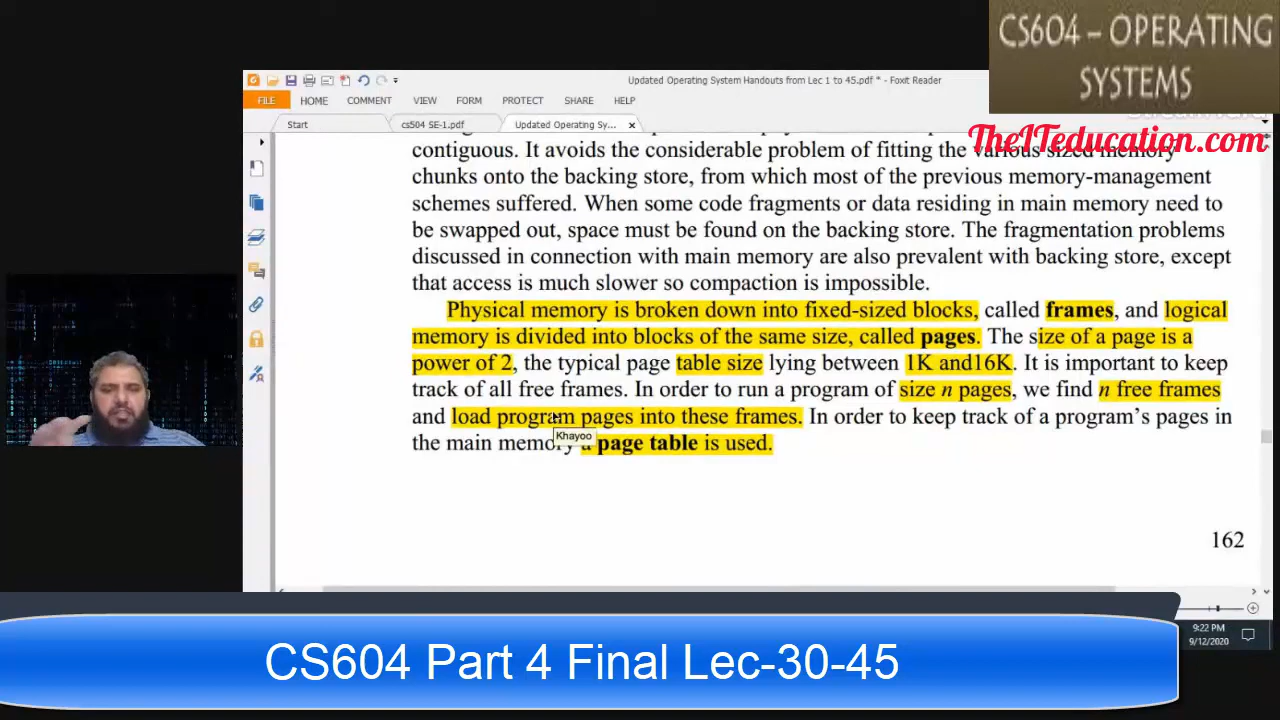 CS604 – OPERATING
SYSTEMS
Updated Operating System Handouts from Lec 1 to 45.pdf * - Foxit Reader
FILE HOME COMMENT VIEW FORM PROTECT SHARE HELP
Start cs504 SE-1.pdf Updated Operating Sy... ×
TheITeducation.com
contiguous. It avoids the considerable problem of fitting the various sized memory
chunks onto the backing store, from which most of the previous memory-management
schemes suffered. When some code fragments or data residing in main memory need to
be swapped out, space must be found on the backing store. The fragmentation problems
discussed in connection with main memory are also prevalent with backing store, except
that access is much slower so compaction is impossible.
Physical memory is broken down into fixed-sized blocks, called frames, and logical
memory is divided into blocks of the same size, called pages. The size of a page is a
power of 2, the typical page table size lying between 1K and16K. It is important to keep
track of all free frames. In order to run a program of size n pages, we find n free frames
and load program pages into these frames. In order to keep track of a program's pages in
Khayoo
the main memory a page table is used.
162
9:22 PM
9/12/2020
CS604 Part 4 Final Lec-30-45